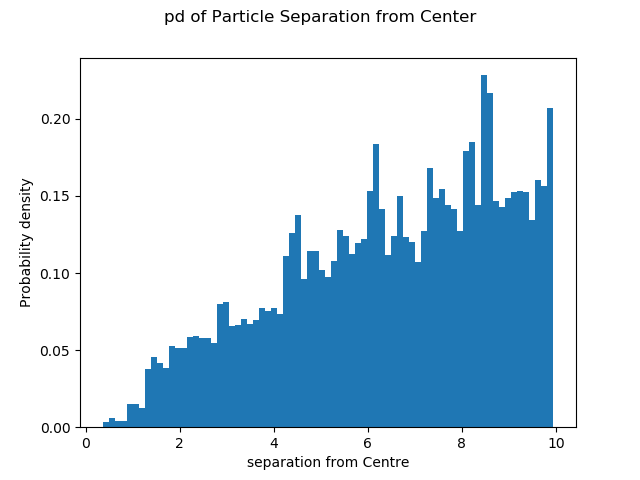 pd of Particle Separation from Center
Probability density
0.20
0.15
0.10
0.05
0.00
0 2 4 6 8 10
separation from Centre